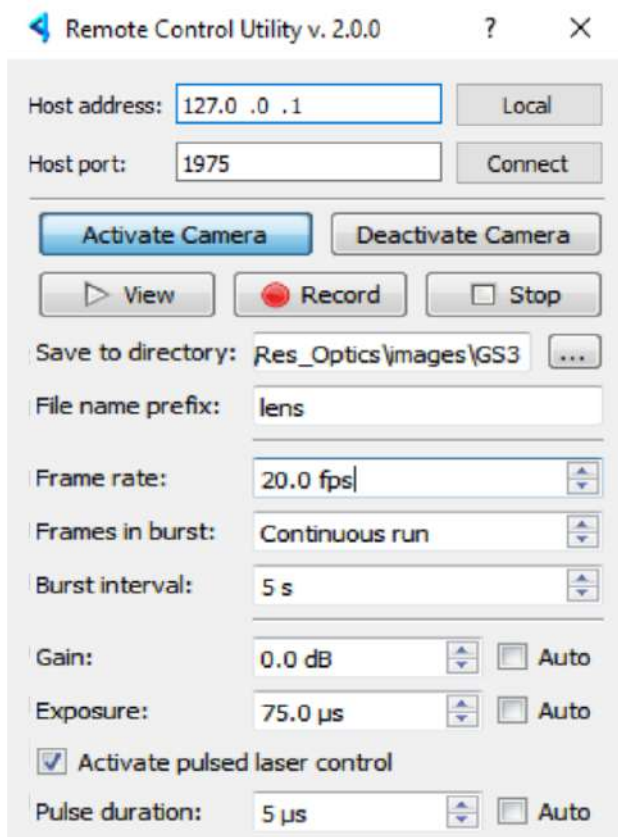 Remote Control Utility v. 2.0.0 ?
Host address: 127.0 .0 .1 Local
Host port: 1975 Connect
Activate Camera Deactivate Camera
View Record Stop
Save to directory: Res_Optics\images\GS3 ...
File name prefix: lens
Frame rate: 20.0 fps
Frames in burst: Continuous run
Burst interval: 5 s
Gain: 0.0 dB Auto
Exposure: 75.0 µs Auto
Activate pulsed laser control
Pulse duration: 5 µs Auto